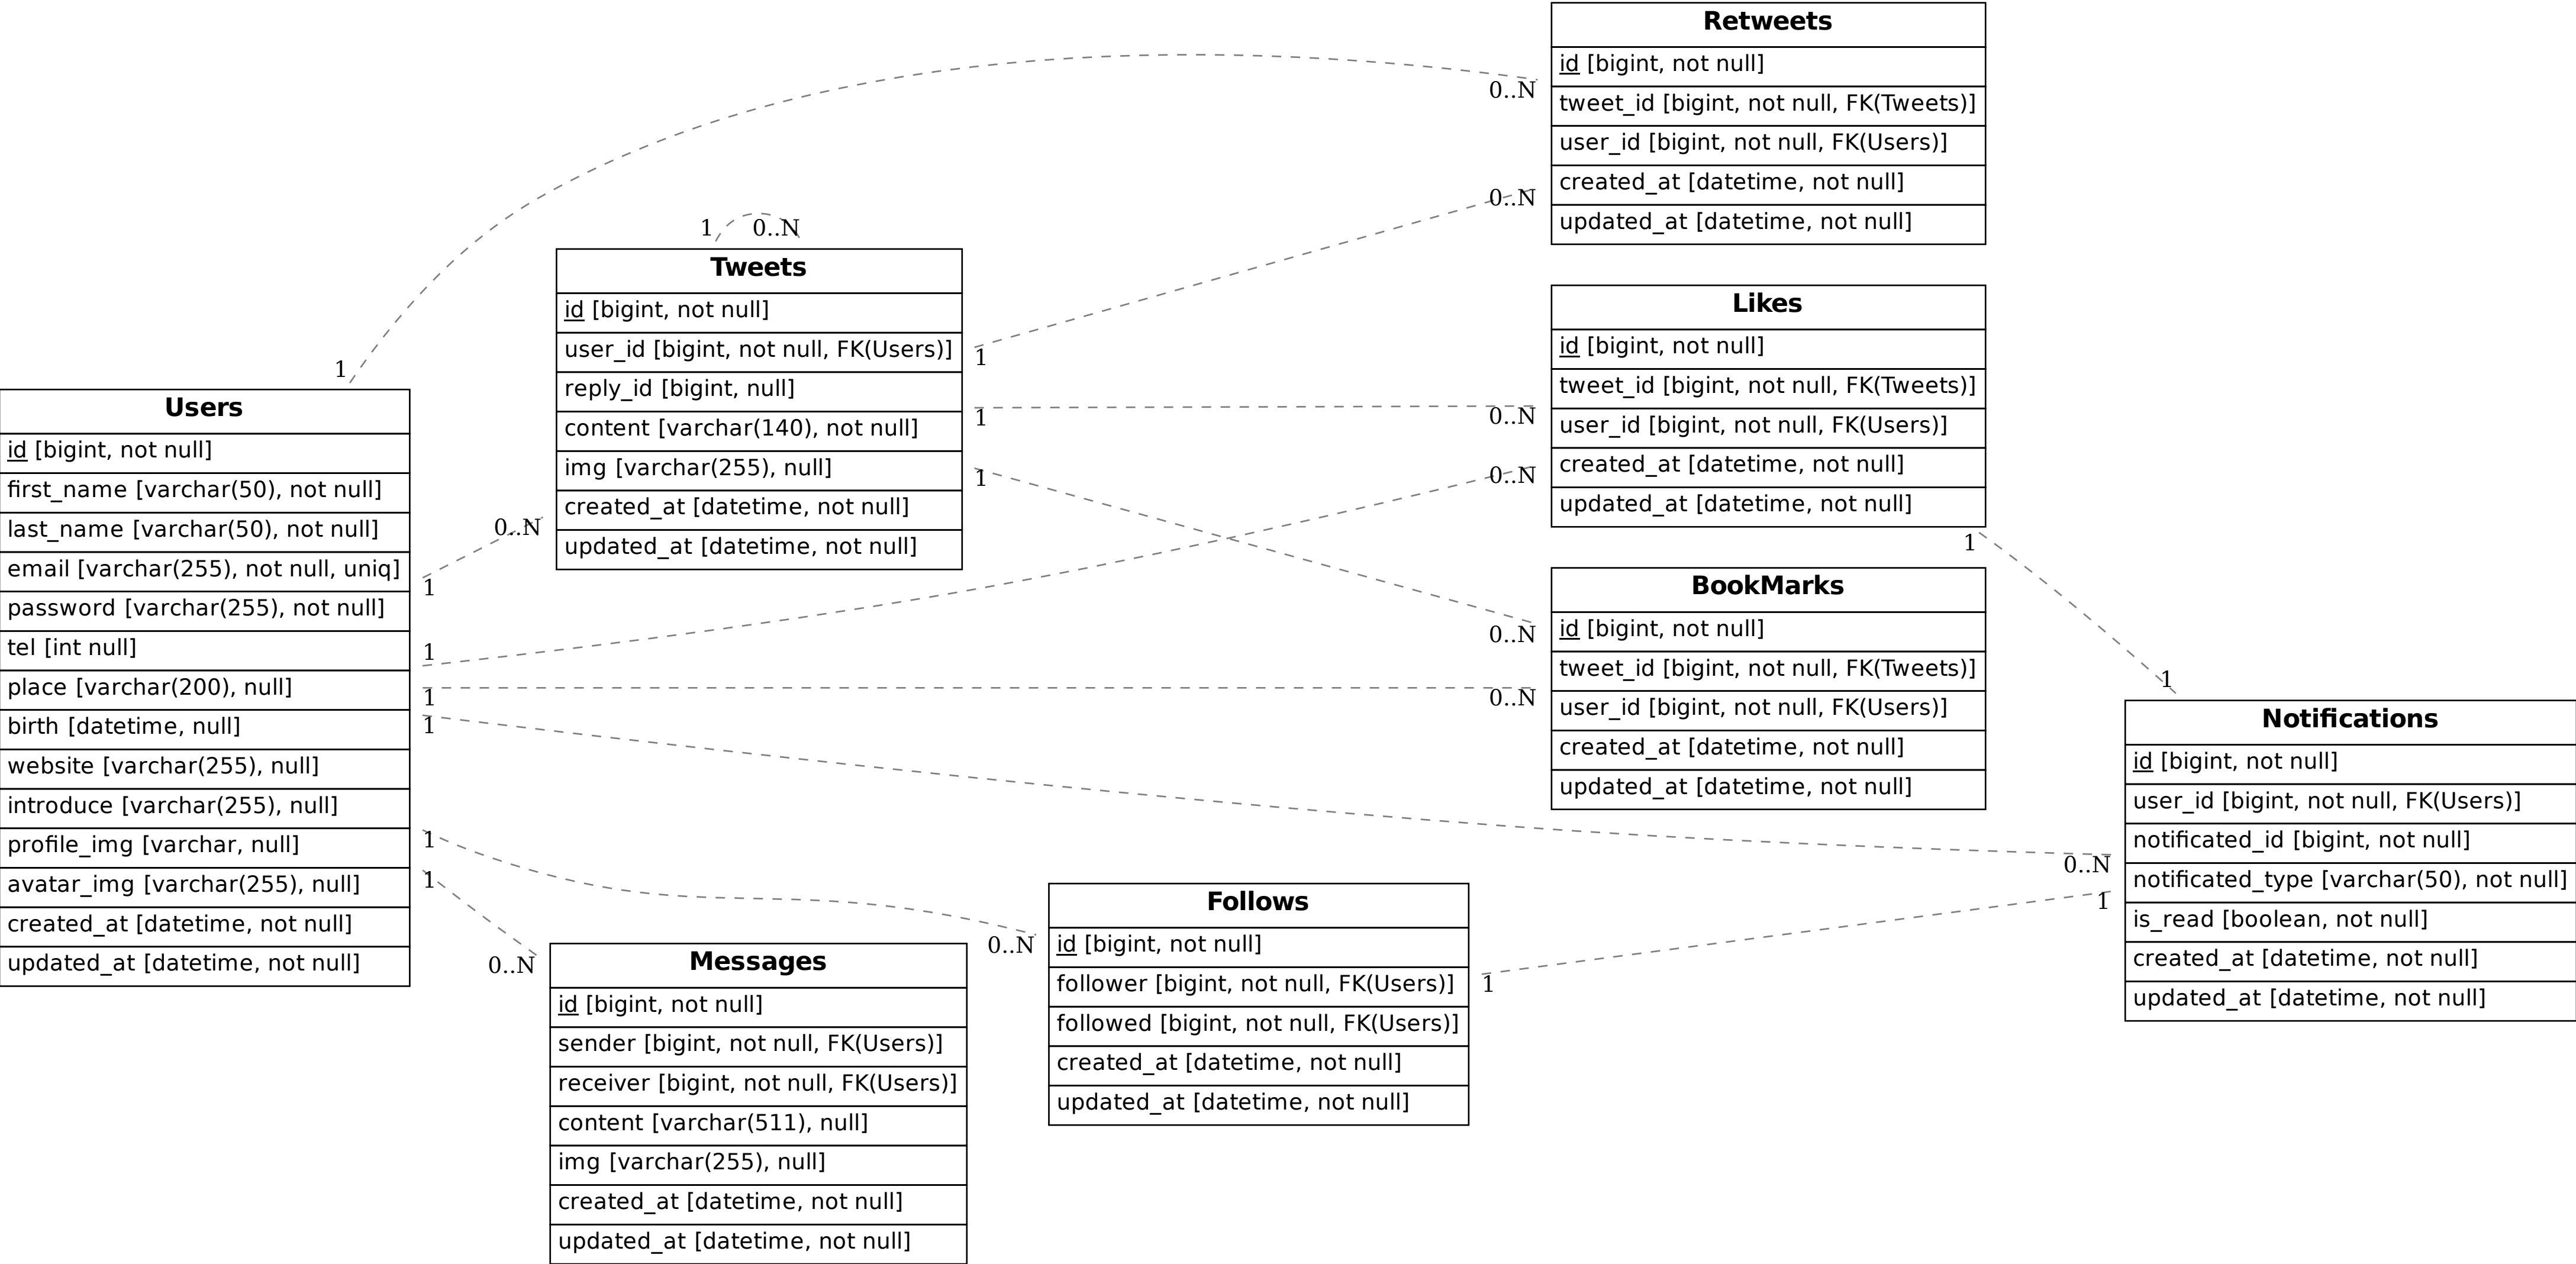 Retweets
id [bigint, not null]
tweet_id [bigint, not null, FK(Tweets)]
user_id [bigint, not null, FK(Users)]
created_at [datetime, not null]
updated_at [datetime, not null]
0..N
0..N
1
0..N
Tweets
id [bigint, not null]
user_id [bigint, not null, FK(Users)]
reply_id [bigint, null]
content [varchar(140), not null]
img [varchar(255), null]
created_at [datetime, not null]
updated_at [datetime, not null]
1
1
1
0..N
Likes
id [bigint, not null]
tweet_id [bigint, not null, FK(Tweets)]
user_id [bigint, not null, FK(Users)]
created_at [datetime, not null]
updated_at [datetime, not null]
0..N
0..N
1
1
Users
id [bigint, not null]
first_name [varchar(50), not null]
last_name [varchar(50), not null]
email [varchar(255), not null, uniq]
password [varchar(255), not null]
tel [int null]
place [varchar(200), null]
birth [datetime, null]
website [varchar(255), null]
introduce [varchar(255), null]
profile_img [varchar, null]
avatar_img [varchar(255), null]
created_at [datetime, not null]
updated_at [datetime, not null]
1
1
1
1
1
1
BookMarks
id [bigint, not null]
tweet_id [bigint, not null, FK(Tweets)]
user_id [bigint, not null, FK(Users)]
created_at [datetime, not null]
updated_at [datetime, not null]
0..N
0..N
1
Notifications
id [bigint, not null]
user_id [bigint, not null, FK(Users)]
notificated_id [bigint, not null]
notificated_type [varchar(50), not null]
is_read [boolean, not null]
created_at [datetime, not null]
updated_at [datetime, not null]
0..N
1
Follows
id [bigint, not null]
follower [bigint, not null, FK(Users)]
followed [bigint, not null, FK(Users)]
created_at [datetime, not null]
updated_at [datetime, not null]
0..N
1
0..N
Messages
id [bigint, not null]
sender [bigint, not null, FK(Users)]
receiver [bigint, not null, FK(Users)]
content [varchar(511), null]
img [varchar(255), null]
created_at [datetime, not null]
updated_at [datetime, not null]